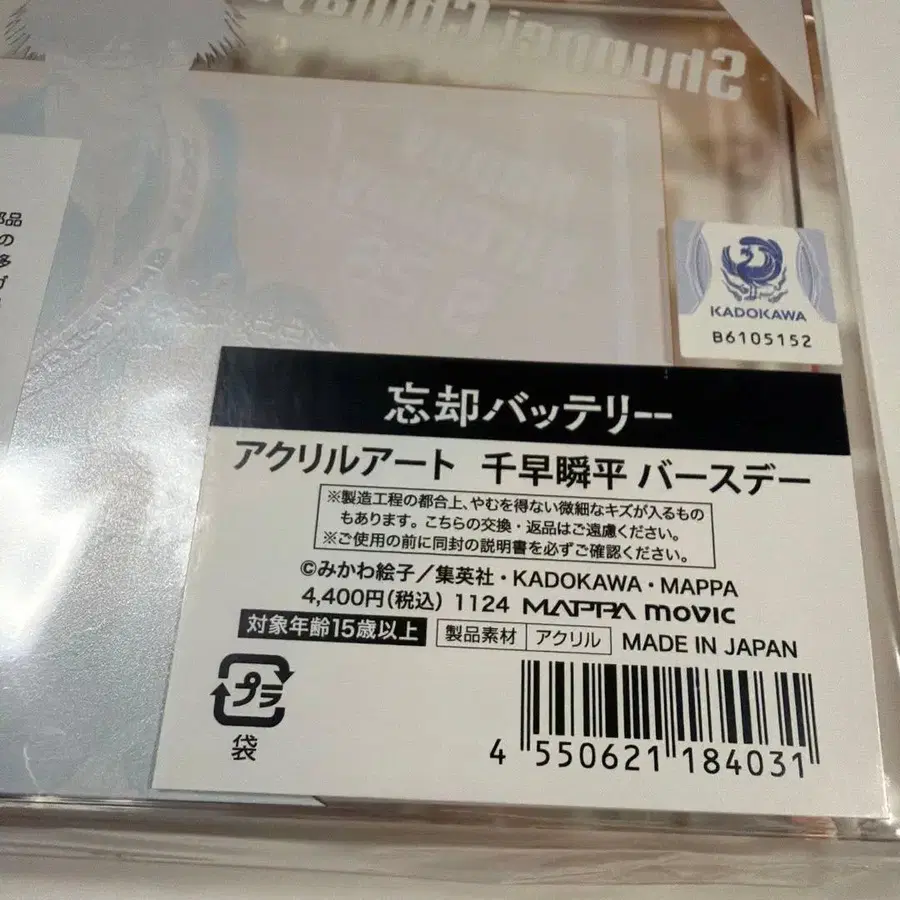 部品
の
多
KADOKAWA
B6105152
忘却バッテリー
アクリルアート 千早瞬平 バースデー
※製造工程の都合上、やむを得ない微細なキズが入るもの
もあります。こちらの交換・返品はご遠慮ください。
※ご使用の前に同封の説明書を必ずご確認ください。
©みかわ絵子／集英社・KADOKAWA・MAPPA
4,400円(税込) 1124 MAPPA movic
対象年齢15歳以上 製品素材 アクリル MADE IN JAPAN
プラ
袋
4 550621 184031